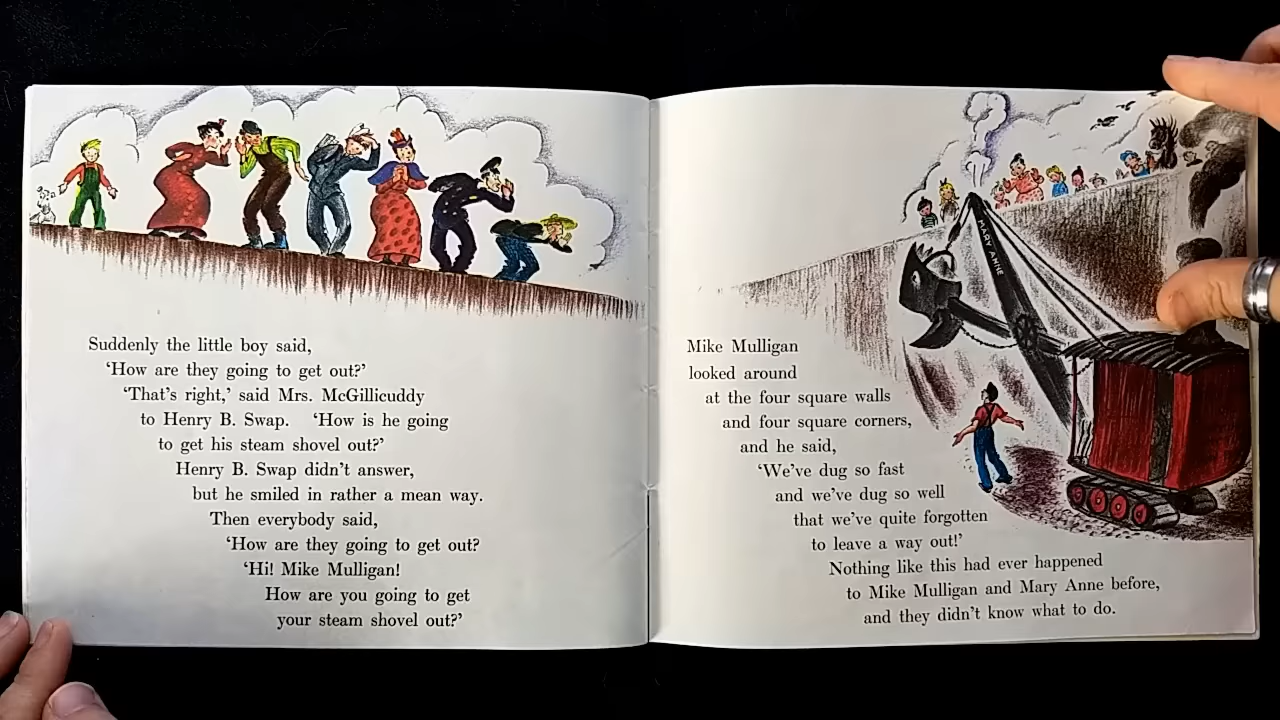 Suddenly the little boy said,
‘How are they going to get out?’
‘That's right,’ said Mrs. McGillicuddy
to Henry B. Swap. ‘How is he going
to get his steam shovel out?’
Henry B. Swap didn't answer,
but he smiled in rather a mean way.
Then everybody said,
‘How are they going to get out?
‘Hi! Mike Mulligan!
How are you going to get
your steam shovel out?’
MARY ANNE
Mike Mulligan
looked around
at the four square walls
and four square corners,
and he said,
‘We've dug so fast
and we've dug so well
that we've quite forgotten
to leave a way out!’
Nothing like this had ever happened
to Mike Mulligan and Mary Anne before,
and they didn't know what to do.